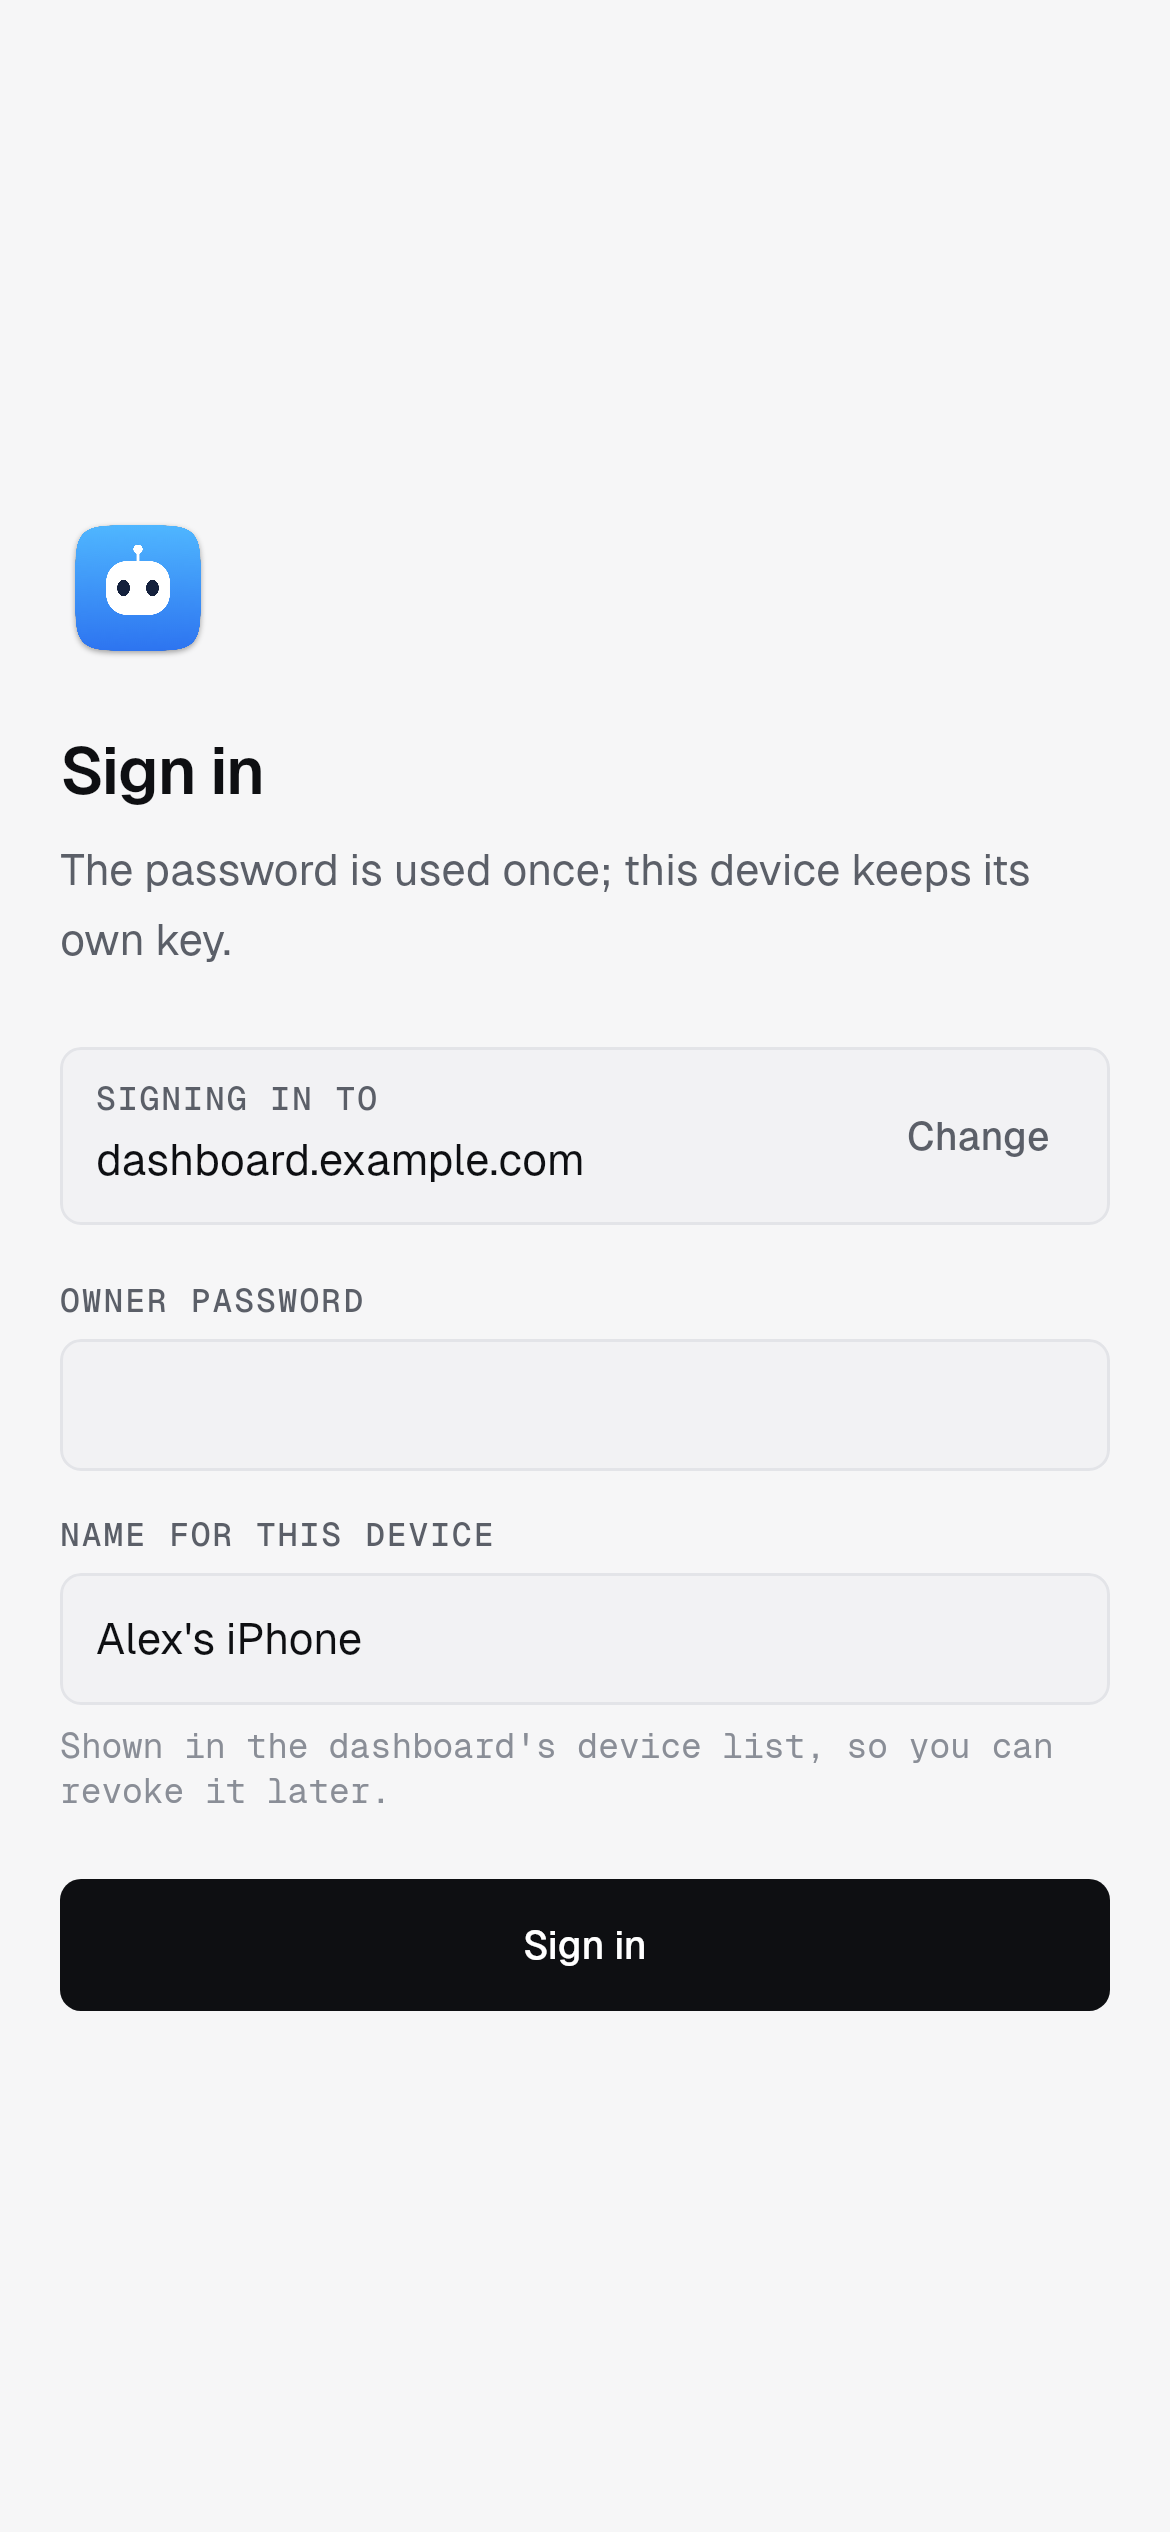 Sign in
The password is used once; this device keeps its
own key.
SIGNING IN TO
dashboard.example.com
Change
OWNER PASSWORD
NAME FOR THIS DEVICE
Alex's iPhone
Shown in the dashboard's device list, so you can
revoke it later.
Sign in